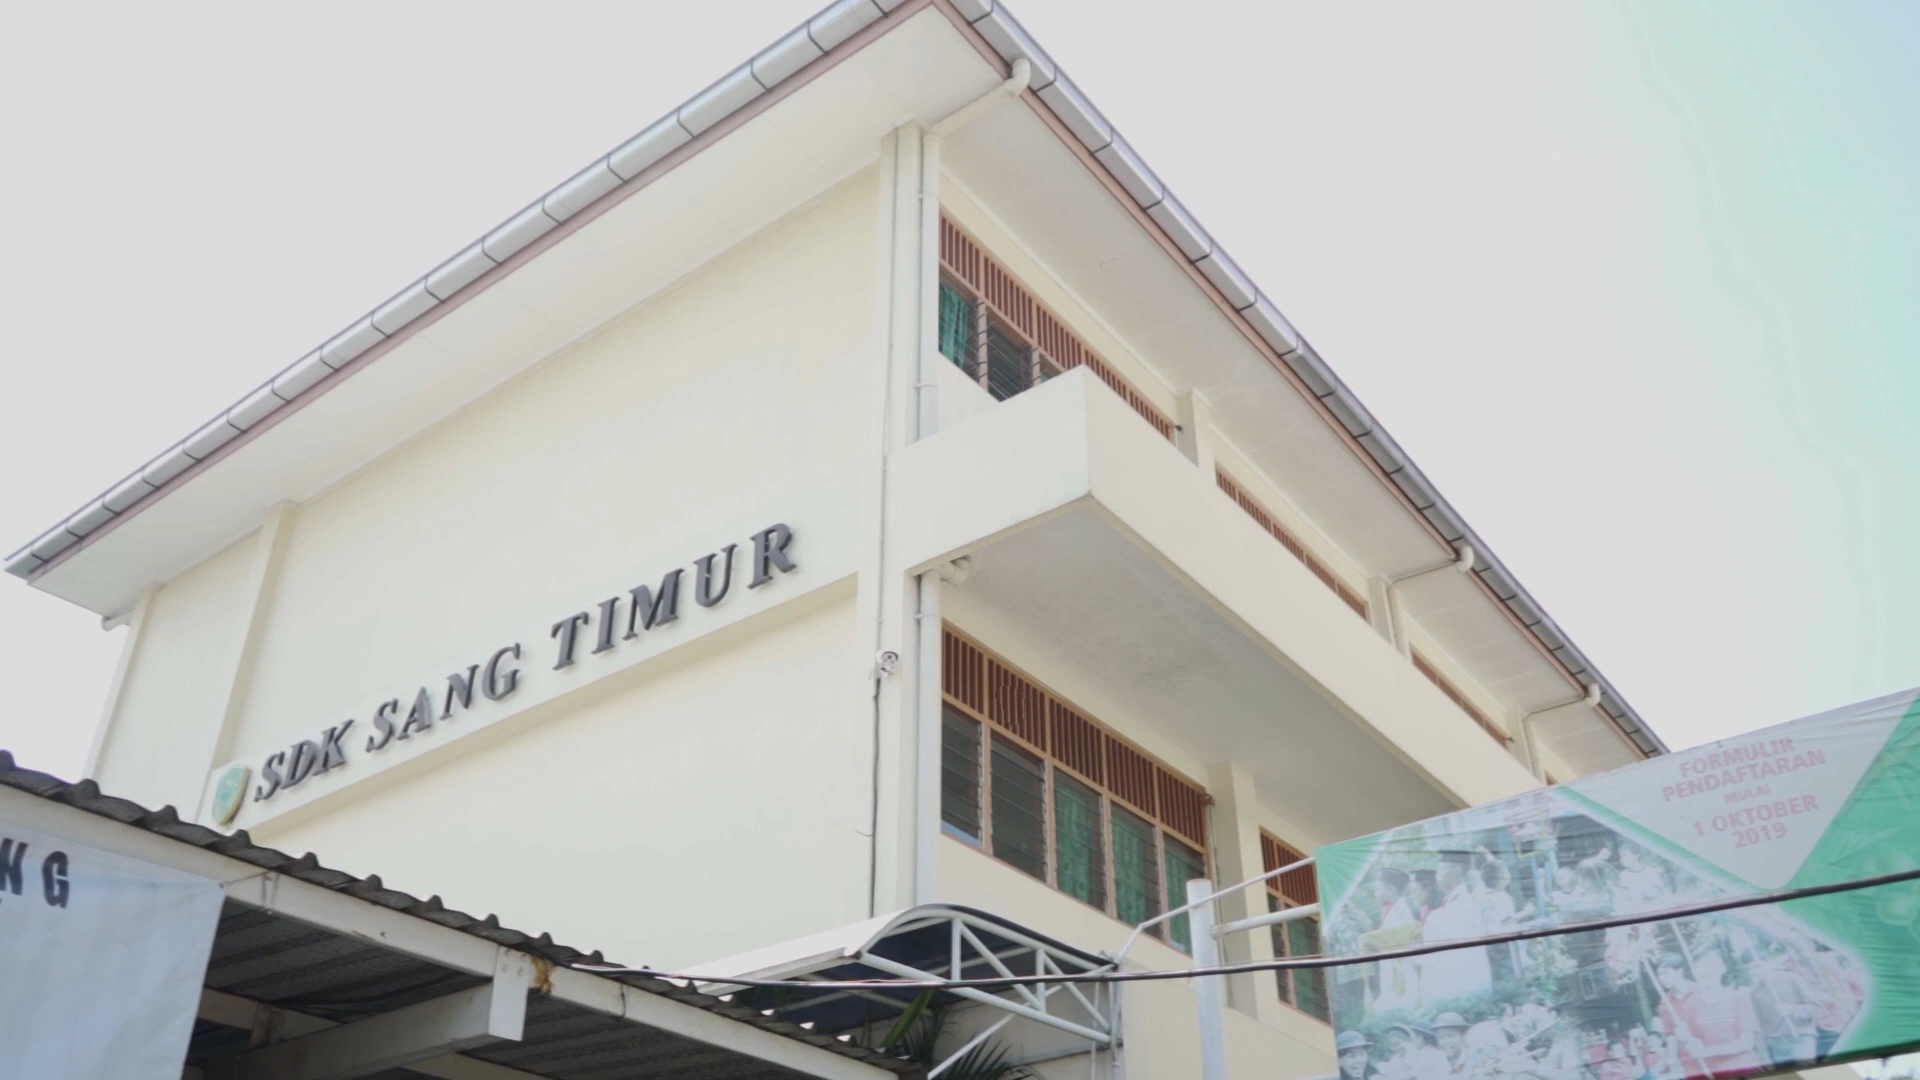 SDK SANG TIMUR
NG
FORMULIR
PENDAFTARAN
MULAI
1 OKTOBER
2019